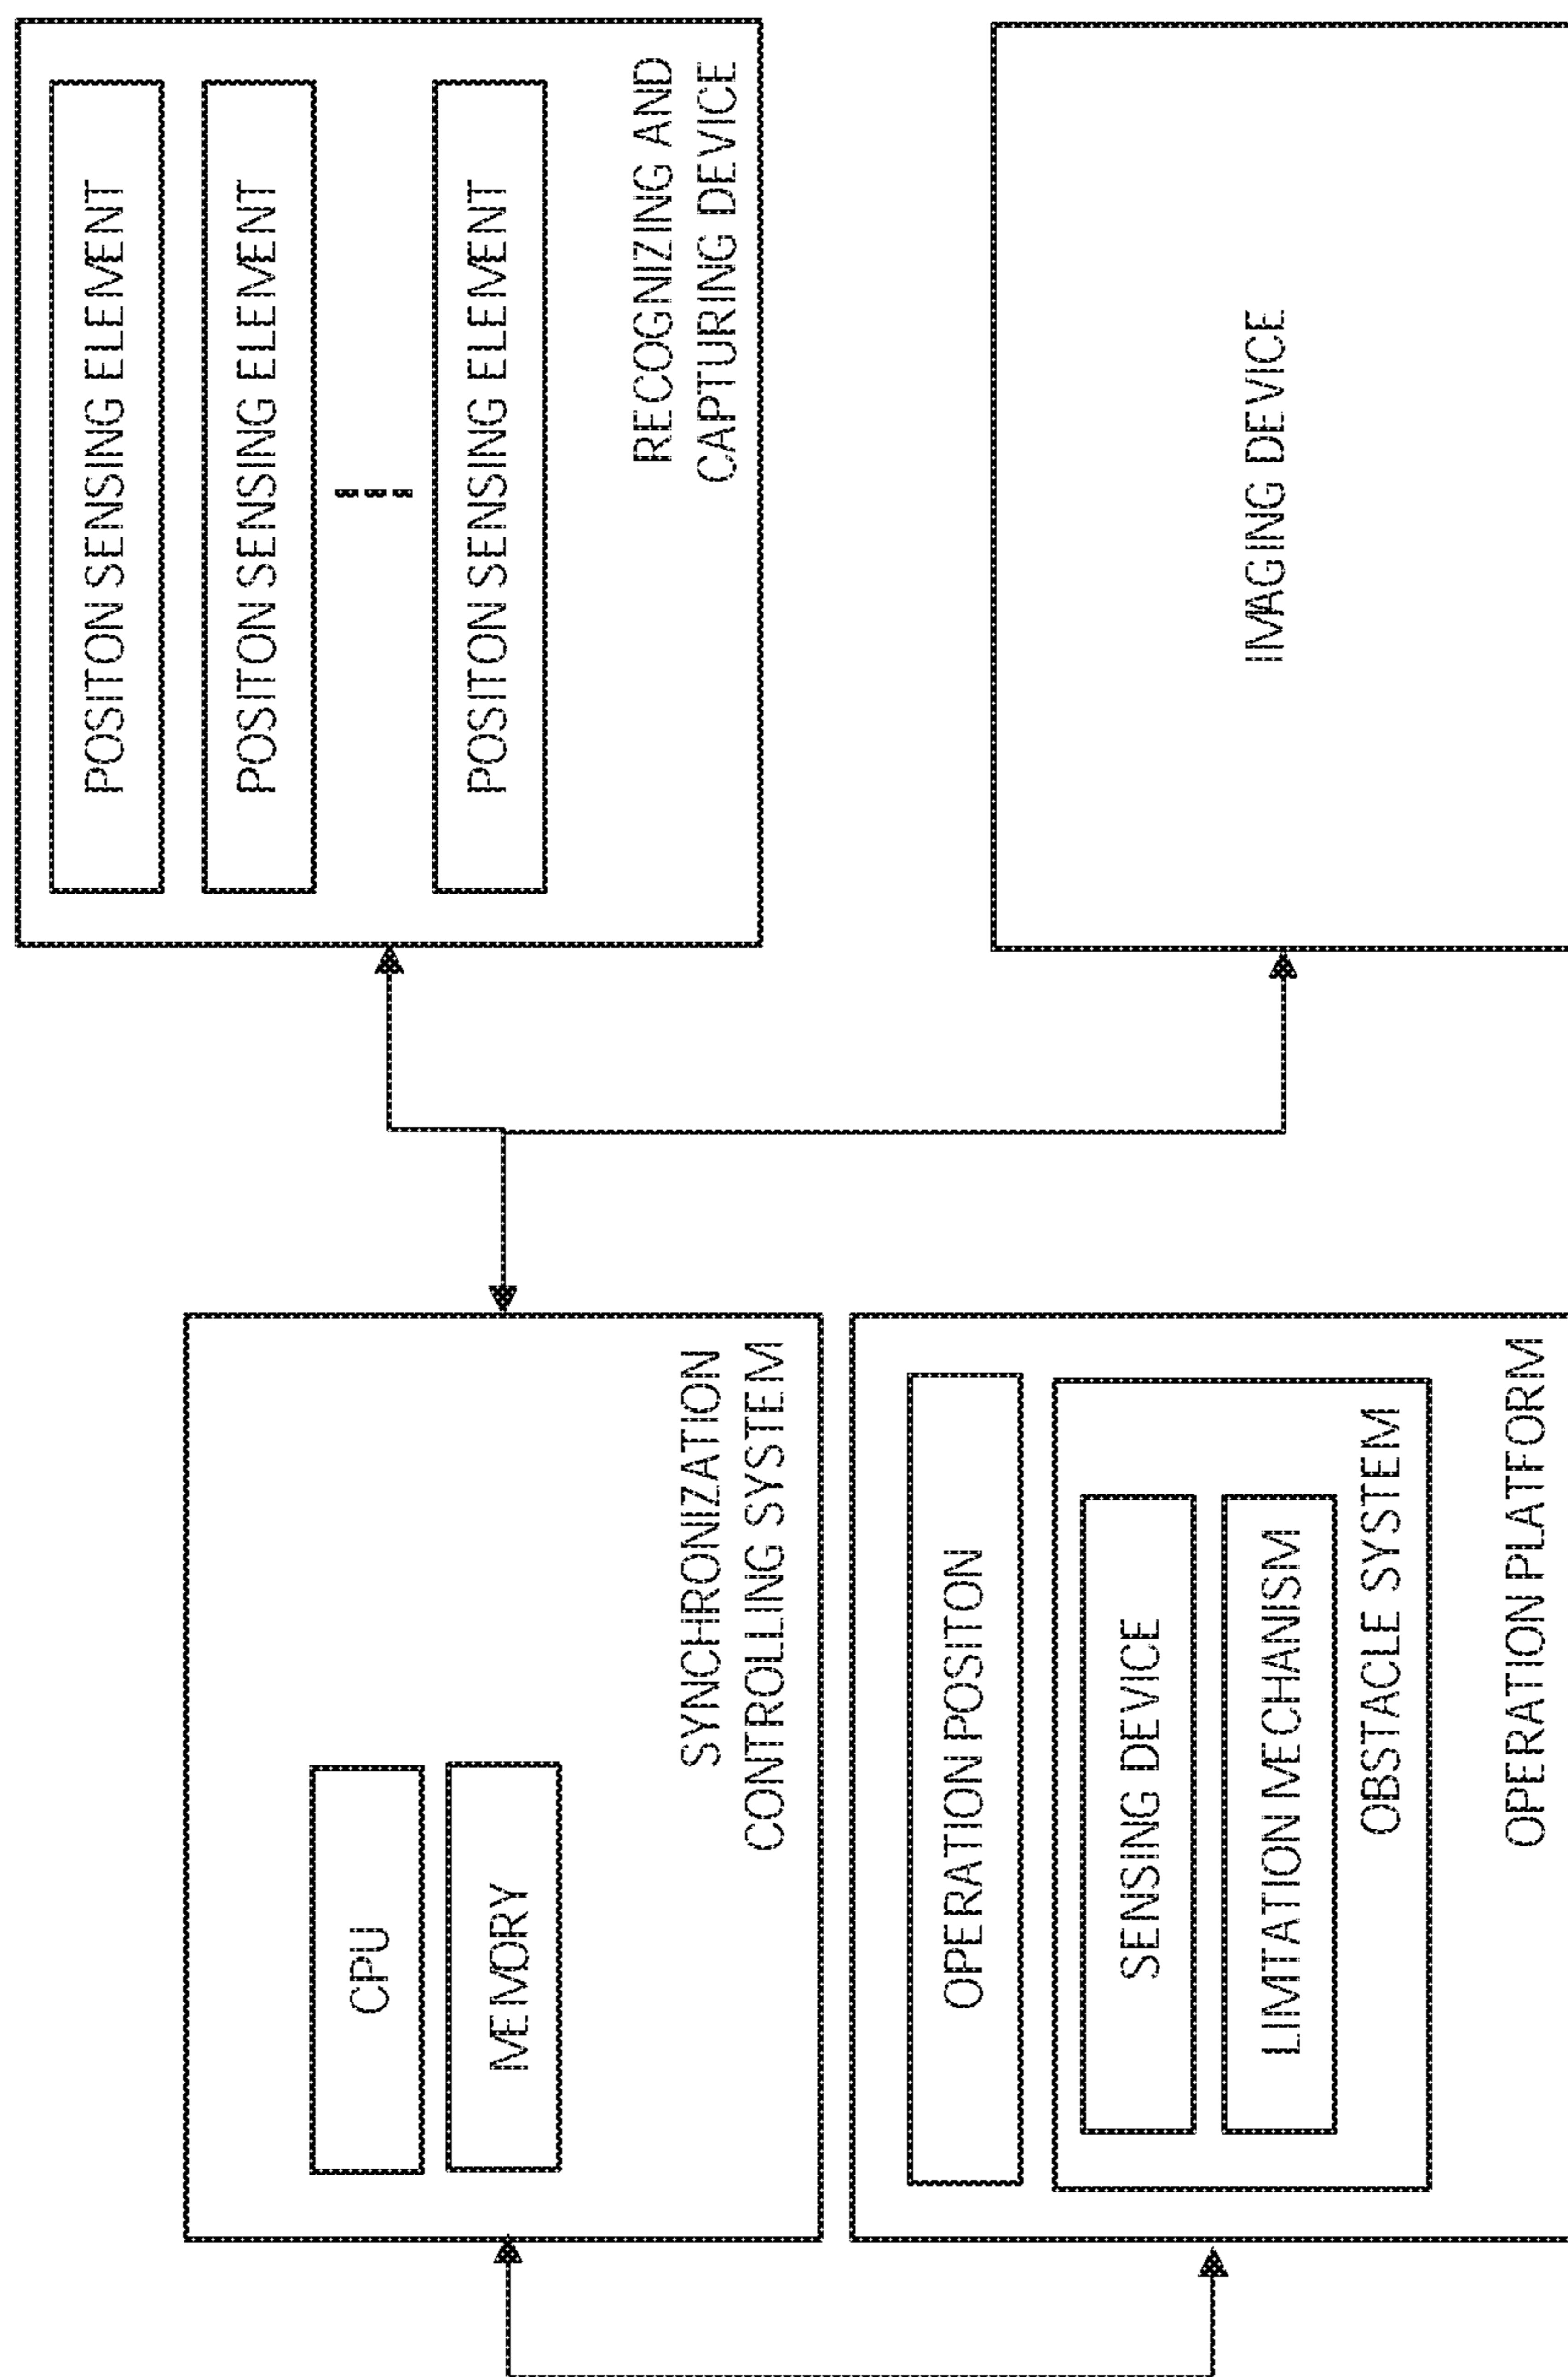 CPU
MEMORY
SYNCHRONIZATION
CONTROLLING SYSTEM
POSITON SENSING ELEMENT
POSITON SENSING ELEMENT
POSITON SENSING ELEMENT
RECOGNIZING AND
CAPTURING DEVICE
OPERATION POSITON
SENSING DEVICE
LIMTATION MECHANISM
OBSTACLE SYSTEM
OPERATION PLATFORM
IMAGING DEVICE